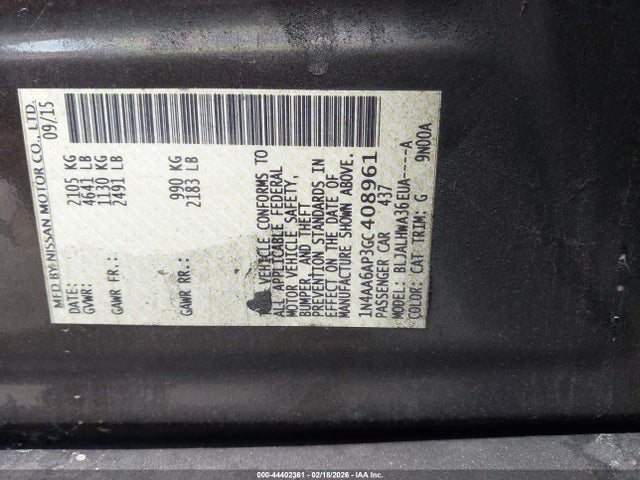 MFD BY NISSAN MOTOR CO., LTD.
DATE: 09/15
GVWR: 2105 KG
4641 LB
GAWR FR: 1130 KG
2491 LB
GAWR RR: 990 KG
2183 LB
VEHICLE CONFORMS TO
ALL APPLICABLE FEDERAL
MOTOR VEHICLE SAFETY,
BUMPER, AND THEFT
PREVENTION STANDARDS IN
EFFECT ON THE DATE OF
MANUFACTURE SHOWN ABOVE.
1N4AA6AP3GC408961
PASSENGER CAR 437
MODEL: BLJALHWA36EUA----A
COLOR: CAT TRIM: G 9N00A
000-44402361 - 02/18/2026 - IAA Inc.